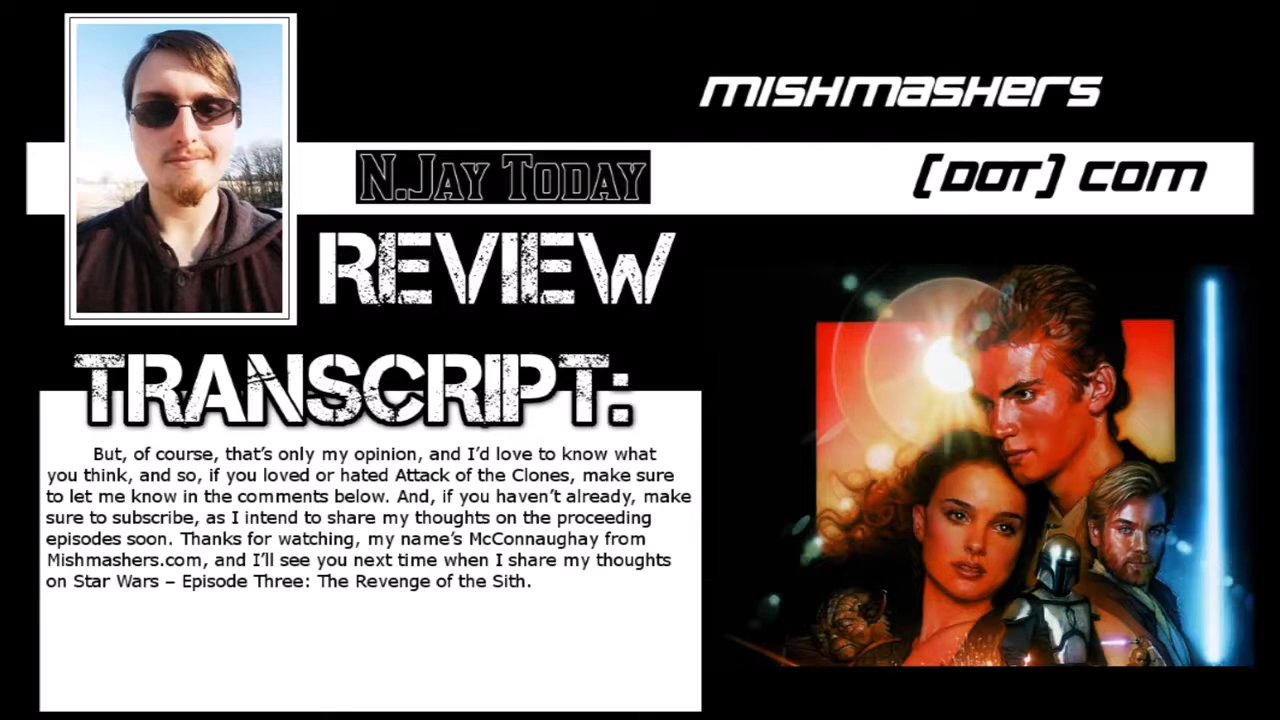 MISHMASHERS
N.JAY TODAY
(DOT) COM
REVIEW
TRANSCRIPT:
But, of course, that’s only my opinion, and I’d love to know what
you think, and so, if you loved or hated Attack of the Clones, make sure
to let me know in the comments below. And, if you haven’t already, make
sure to subscribe, as I intend to share my thoughts on the proceeding
episodes soon. Thanks for watching, my name’s McConnaughay from
Mishmashers.com, and I’ll see you next time when I share my thoughts
on Star Wars – Episode Three: The Revenge of the Sith.